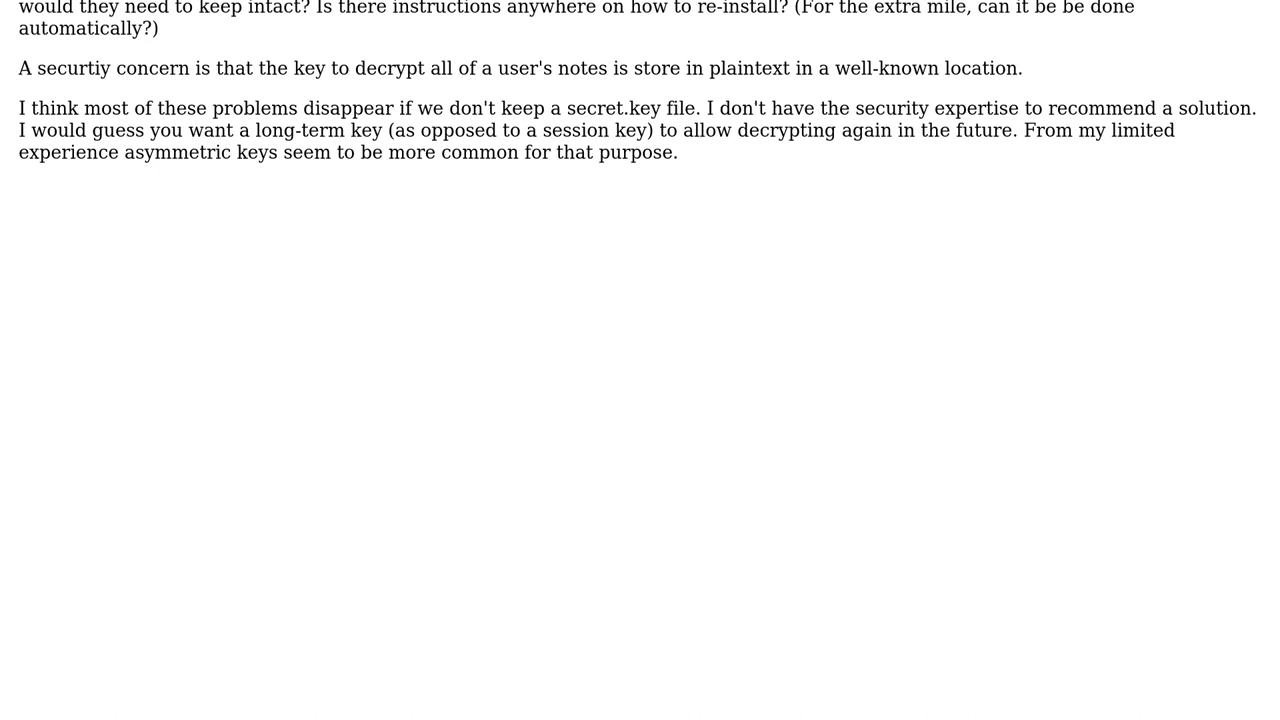 would they need to keep intact? Is there instructions anywhere on how to re-install? (For the extra mile, can it be be done
automatically?)
A securtiy concern is that the key to decrypt all of a user's notes is store in plaintext in a well-known location.
I think most of these problems disappear if we don't keep a secret.key file. I don't have the security expertise to recommend a solution.
I would guess you want a long-term key (as opposed to a session key) to allow decrypting again in the future. From my limited
experience asymmetric keys seem to be more common for that purpose.